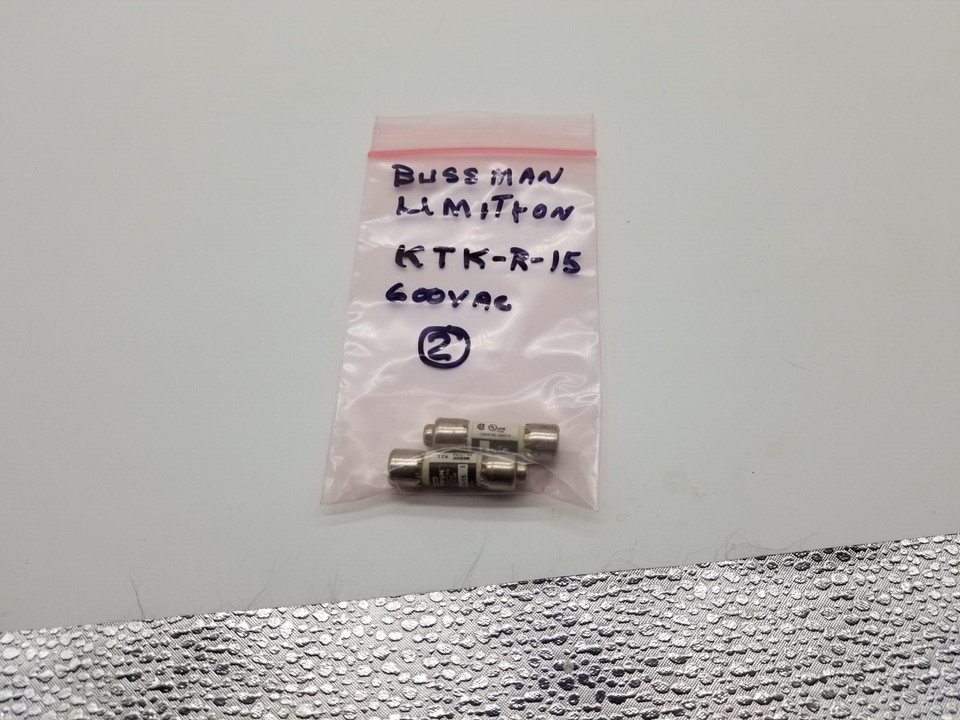 BUSSMAN
LIMITRON
KTK-R-15
600VAC
2